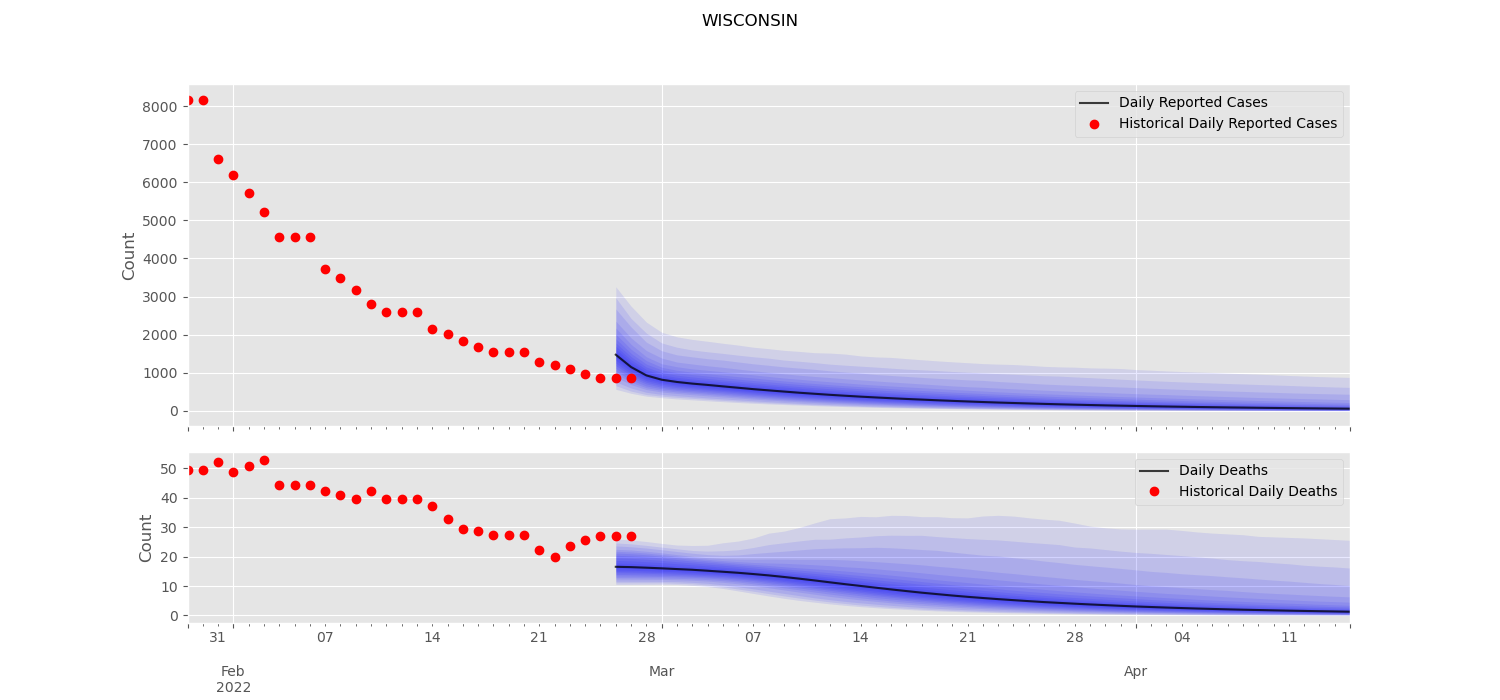 WISCONSIN
Daily Reported Cases
Historical Daily Reported Cases
8000
7000
6000
5000
4000
3000
2000
1000
0
Count
Daily Deaths
Historical Daily Deaths
50
40
30
20
10
0
Count
31 07 14 21 28 07 14 21 28 04 11
Feb Mar Apr
2022